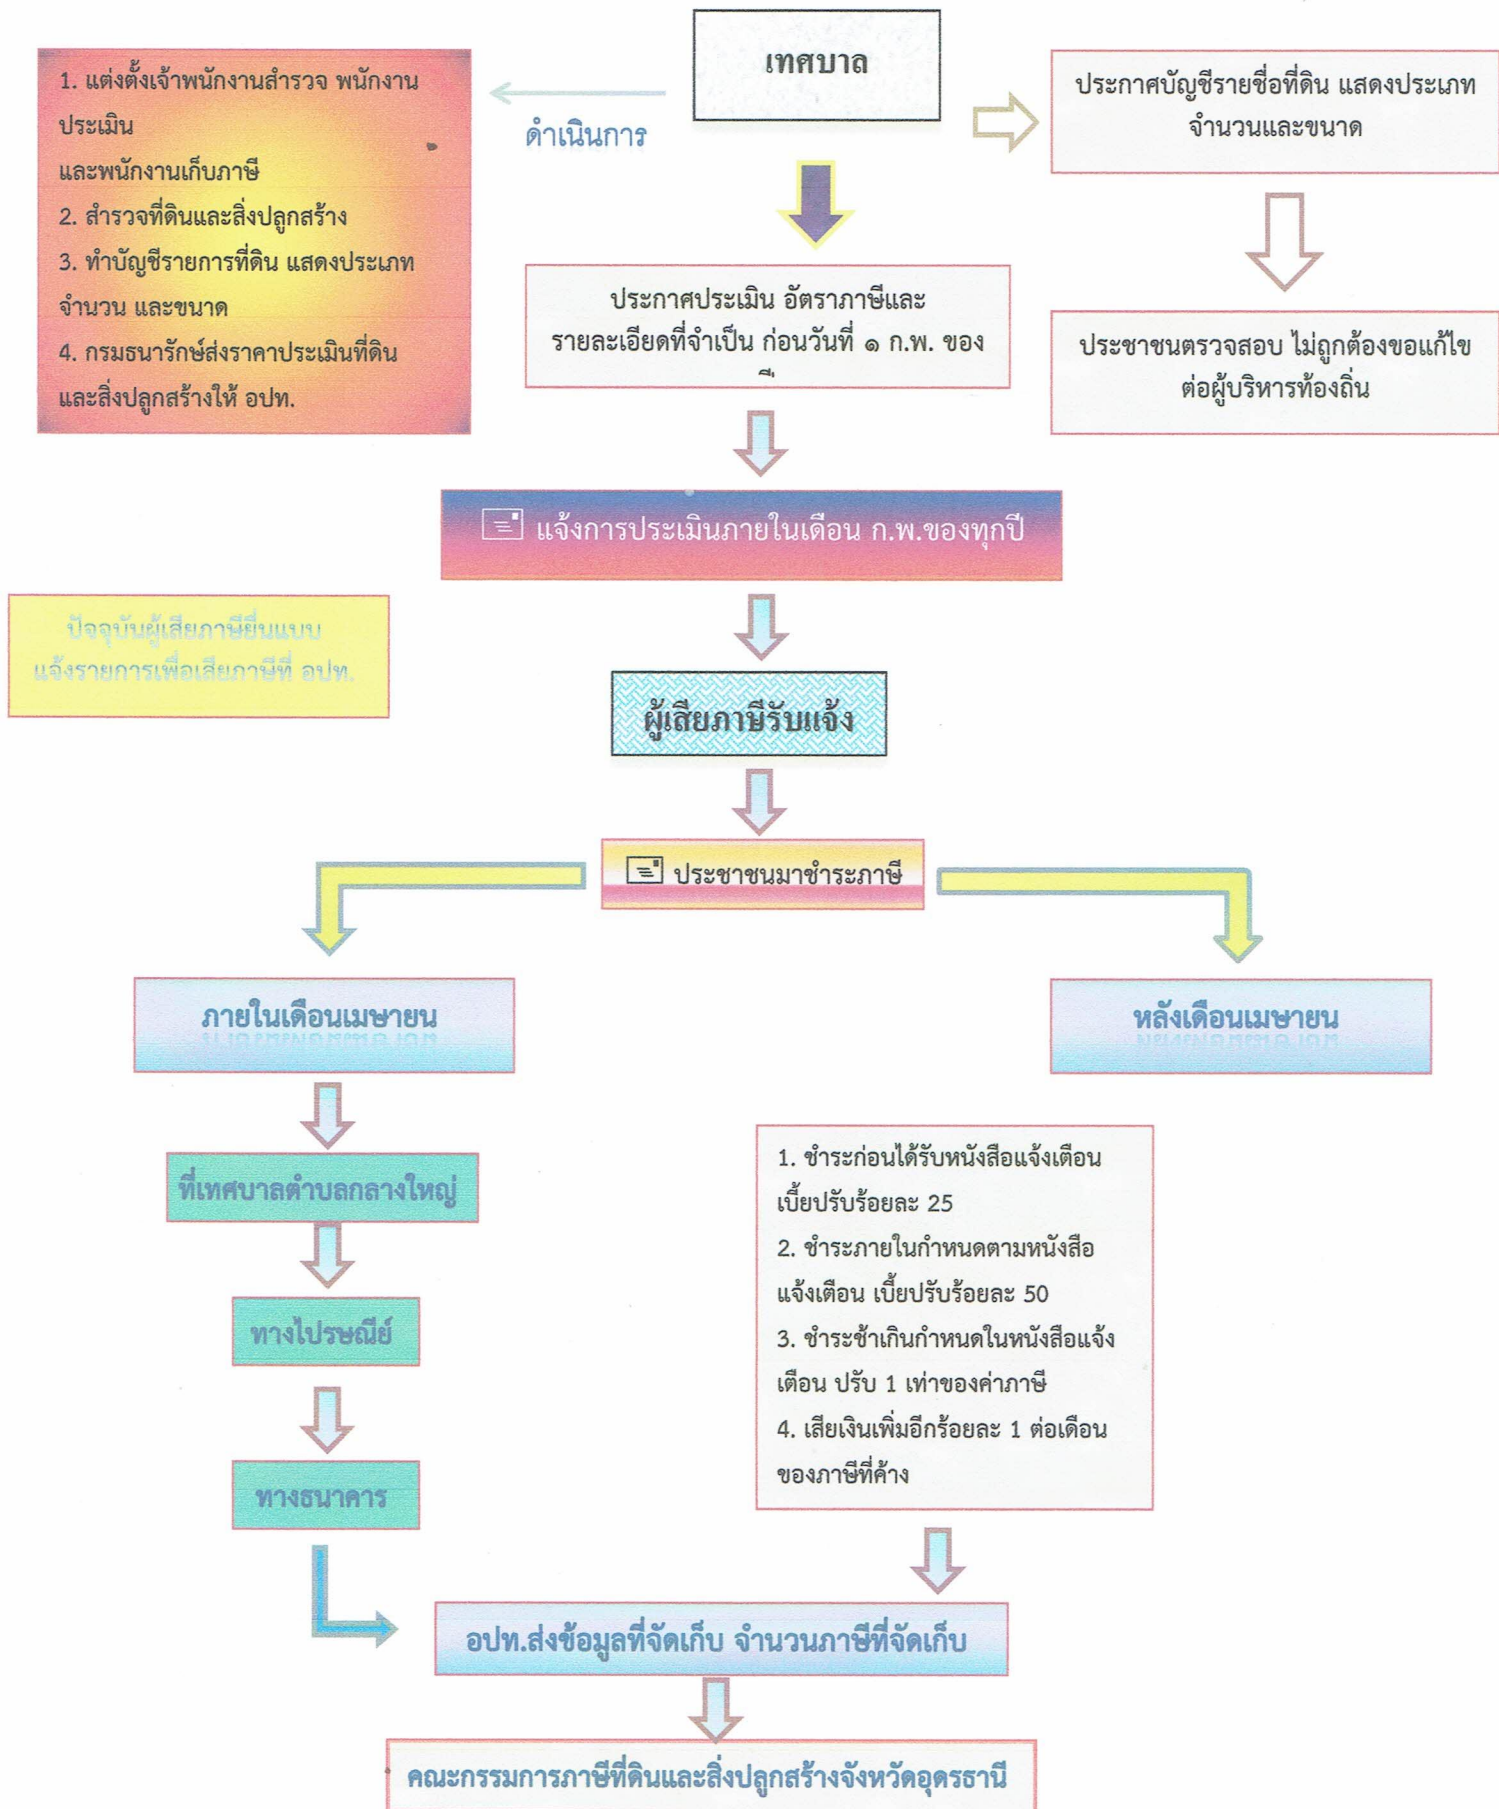 เทศบาล
ดำเนินการ
1. แต่งตั้งเจ้าพนักงานสำรวจ พนักงาน
ประเมิน
และพนักงานเก็บภาษี
2. สำรวจที่ดินและสิ่งปลูกสร้าง
3. ทำบัญชีรายการที่ดิน แสดงประเภท
จำนวน และขนาด
4. กรมธนารักษ์ส่งราคาประเมินที่ดิน
และสิ่งปลูกสร้างให้ อปท.
ประกาศบัญชีรายชื่อที่ดิน แสดงประเภท
จำนวนและขนาด
ประกาศประเมิน อัตราภาษีและ
รายละเอียดที่จำเป็น ก่อนวันที่ ๑ ก.พ. ของ
ประชาชนตรวจสอบ ไม่ถูกต้องขอแก้ไข
ต่อผู้บริหารท้องถิ่น
แจ้งการประเมินภายในเดือน ก.พ.ของทุกปี
ปัจจุบันผู้เสียภาษียื่นแบบ
แจ้งรายการเพื่อเสียภาษีที่ อปท.
ผู้เสียภาษีรับแจ้ง
ประชาชนมาชำระภาษี
ภายในเดือนเมษายน
หลังเดือนเมษายน
ที่เทศบาลตำบลกลางใหญ่
ทางไปรษณีย์
ทางธนาคาร
1. ชำระก่อนได้รับหนังสือแจ้งเตือน
เบี้ยปรับร้อยละ 25
2. ชำระภายในกำหนดตามหนังสือ
แจ้งเตือน เบี้ยปรับร้อยละ 50
3. ชำระช้าเกินกำหนดในหนังสือแจ้ง
เตือน ปรับ 1 เท่าของค่าภาษี
4. เสียเงินเพิ่มอีกร้อยละ 1 ต่อเดือน
ของภาษีที่ค้าง
อปท.ส่งข้อมูลที่จัดเก็บ จำนวนภาษีที่จัดเก็บ
คณะกรรมการภาษีที่ดินและสิ่งปลูกสร้างจังหวัดอุดรธานี